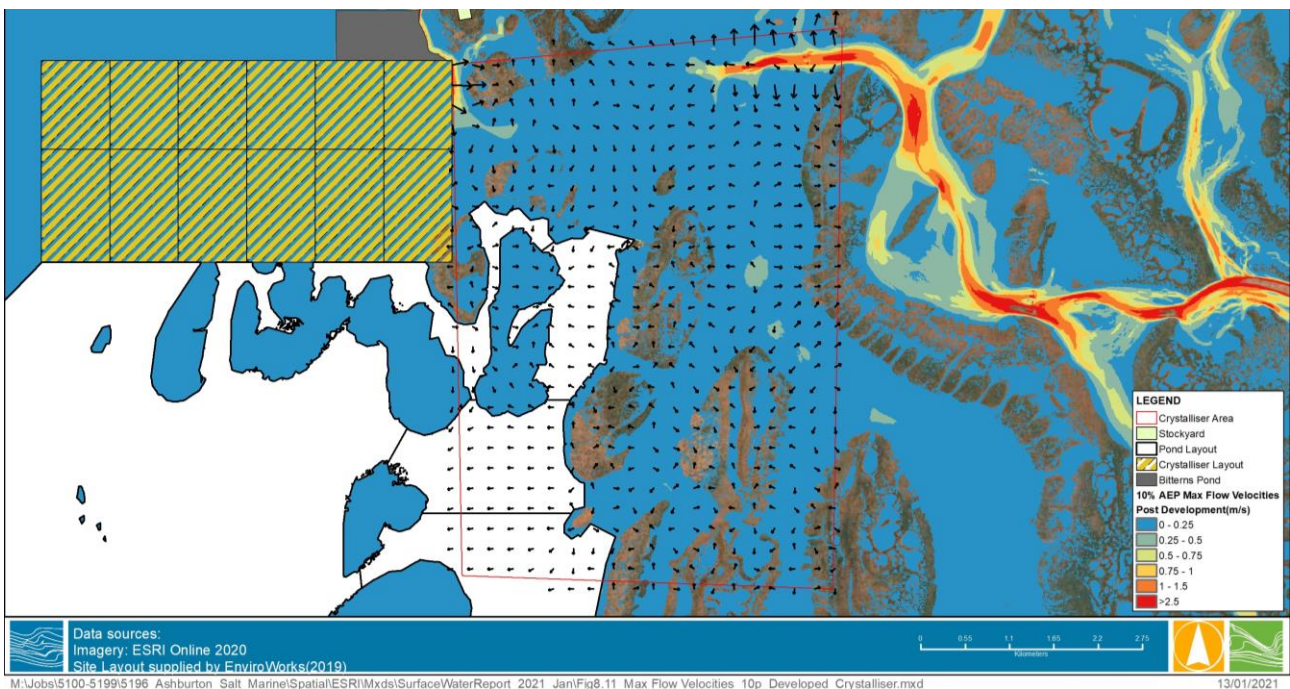 LEGEND
Crystalliser Area
Stockyard
Pond Layout
Crystalliser Layout
Bitterns Pond
10% AEP Max Flow Velocities
Post Development(m/s)
0 - 0.25
0.25 - 0.5
0.5 - 0.75
0.75 - 1
1 - 1.5
>2.5
Data sources:
Imagery: ESRI Online 2020
Site Layout supplied by EnviroWorks(2019)
0 0.55 1.1 1.65 2.2 2.75
Kilometers
M:\Jobs\5100-5199\5196_Ashburton_Salt_Marine\Spatial\ESRI\Mxds\SurfaceWaterReport_2021_Jan\Fig8.11_Max_Flow_Velocities_10p_Developed_Crystalliser.mxd
13/01/2021